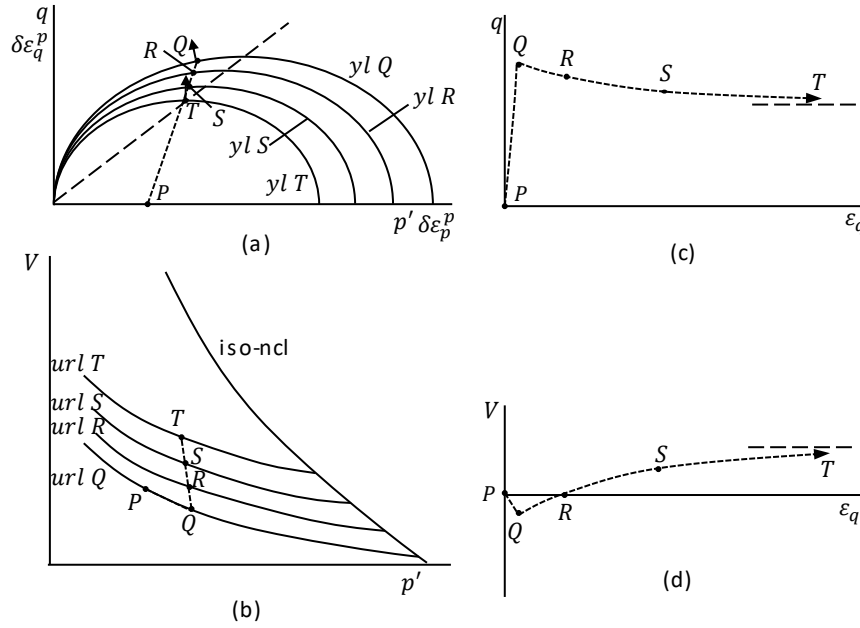 q
δε_q^p
R
Q
T
S
P
yl Q
yl R
yl S
yl T
p′ δε_p^p
(a)
q
Q
R
S
T
P
ε_q
(c)
V
iso-ncl
url T
url S
url R
url Q
T
S
R
P
Q
p′
(b)
V
S
T
P
R
Q
ε_q
(d)